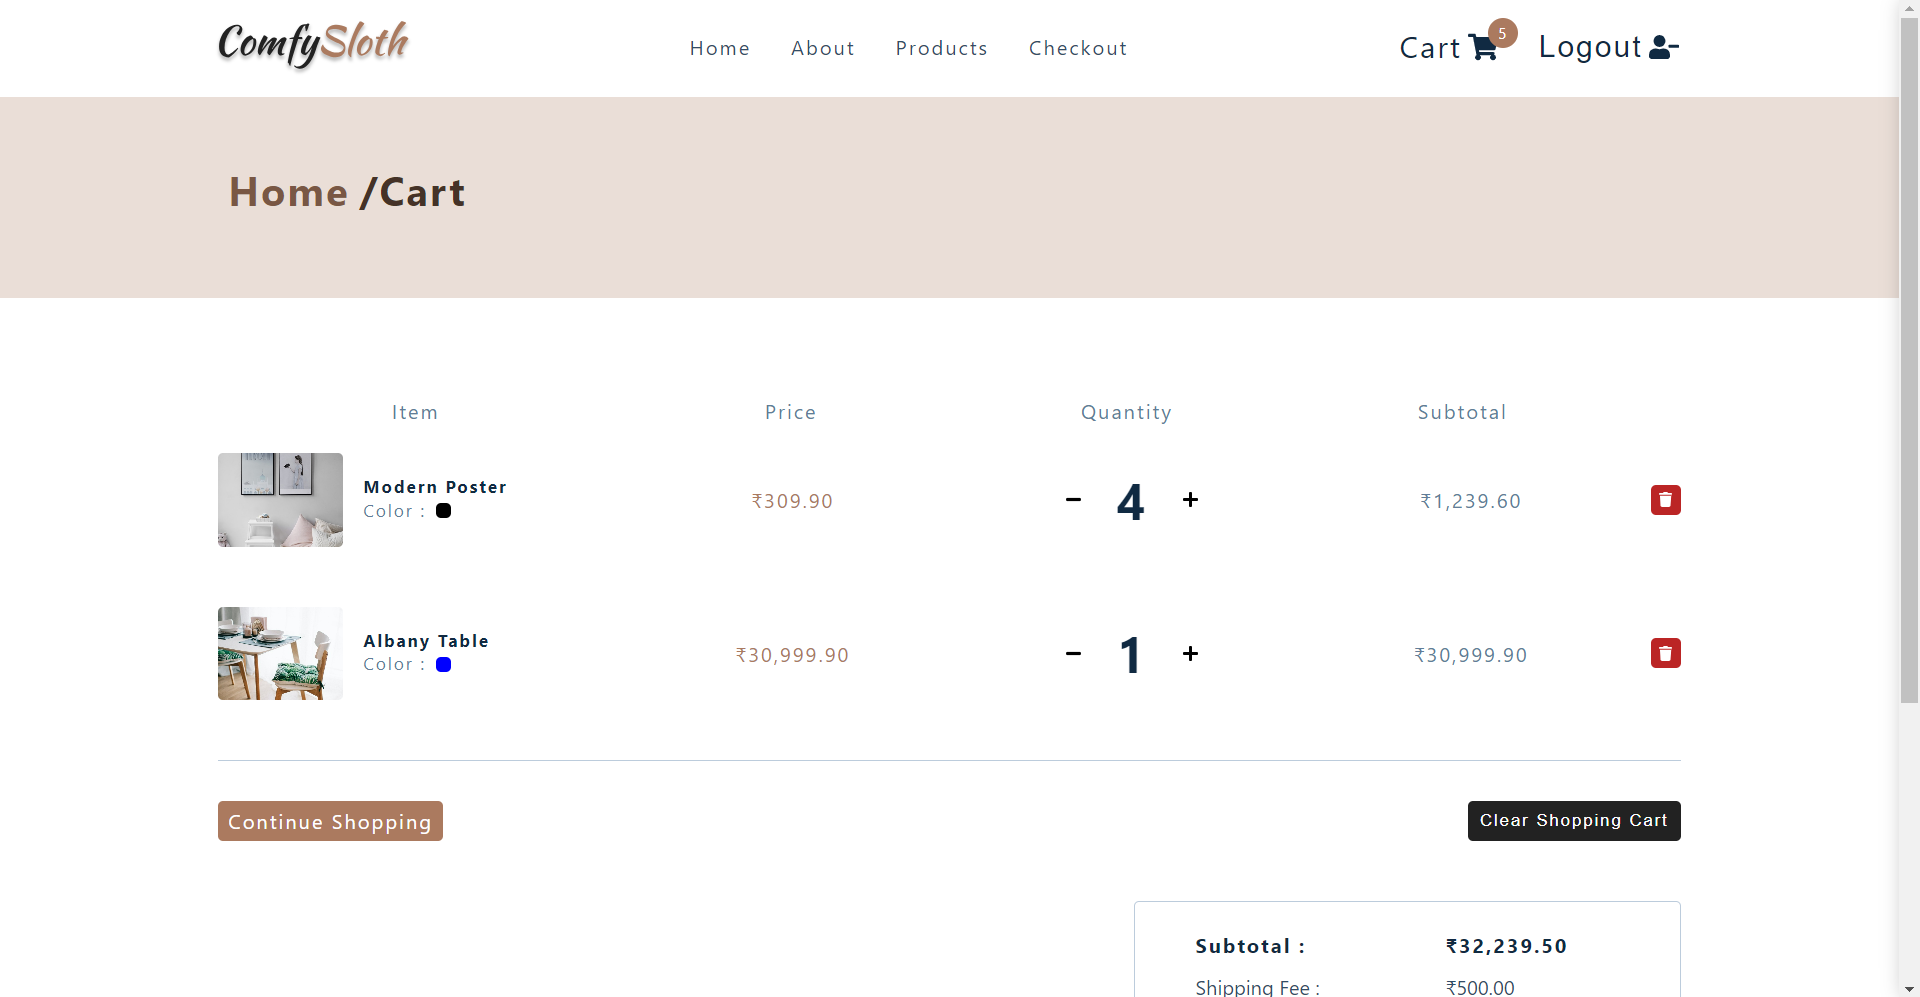 ComfySloth
Home About Products Checkout
Cart 5 Logout
Home /Cart
Item Price Quantity Subtotal
Modern Poster
Color :
₹309.90 4 ₹1,239.60
Albany Table
Color :
₹30,999.90 1 ₹30,999.90
Continue Shopping Clear Shopping Cart
Subtotal : ₹32,239.50
Shipping Fee : ₹500.00